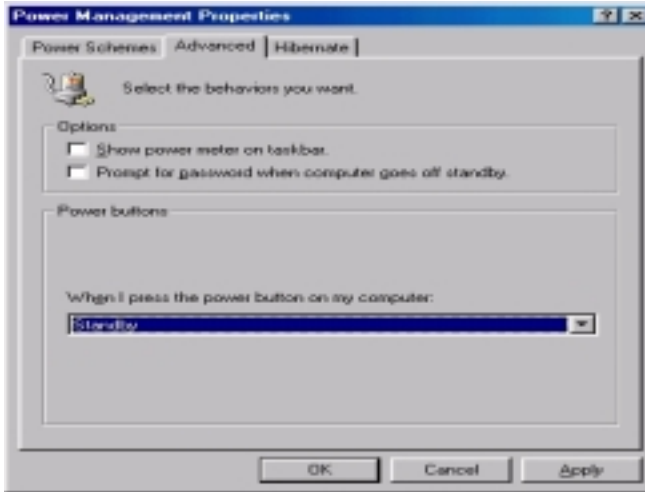 Power Management Properties
Power Schemes Advanced Hibernate
Select the behaviors you want.
Options
Show power meter on taskbar.
Prompt for password when computer goes off standby.
Power buttons
When I press the power button on my computer:
Standby
OK Cancel Apply